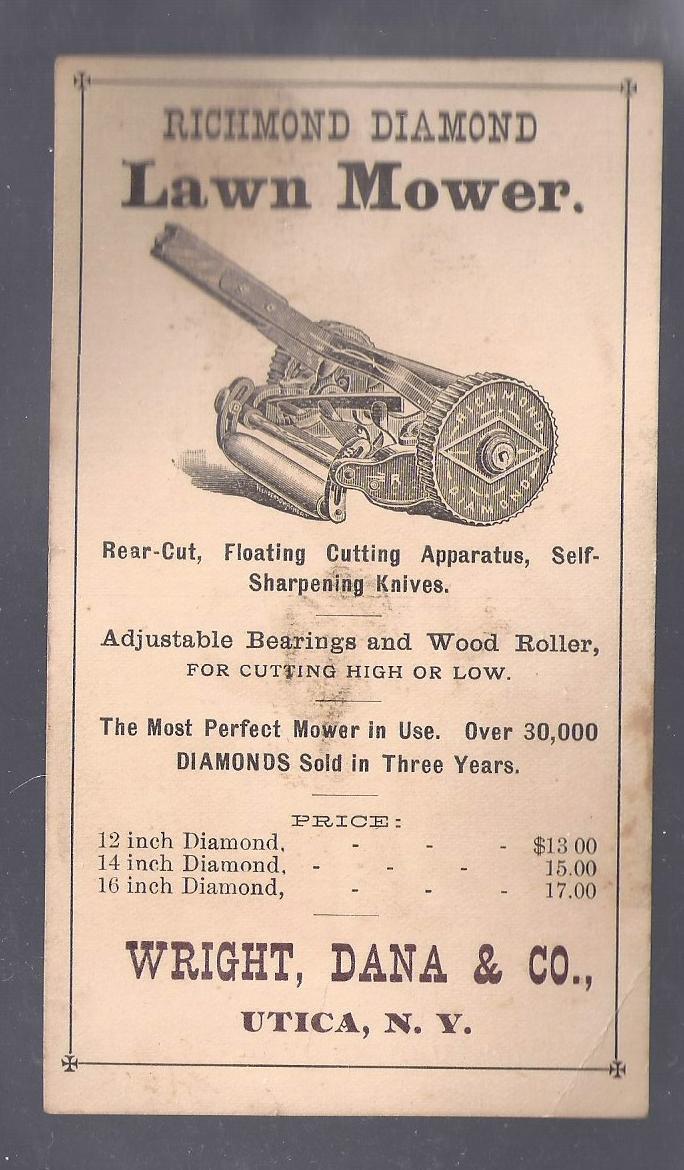 RICHMOND DIAMOND
Lawn Mower.
RICHMOND
DIAMOND
Rear-Cut, Floating Cutting Apparatus, Self-
Sharpening Knives.
Adjustable Bearings and Wood Roller,
FOR CUTTING HIGH OR LOW.
The Most Perfect Mower in Use. Over 30,000
DIAMONDS Sold in Three Years.
PRICE:
12 inch Diamond, - - - $13 00
14 inch Diamond, - - - 15.00
16 inch Diamond, - - - 17.00
WRIGHT, DANA & CO.,
UTICA, N. Y.